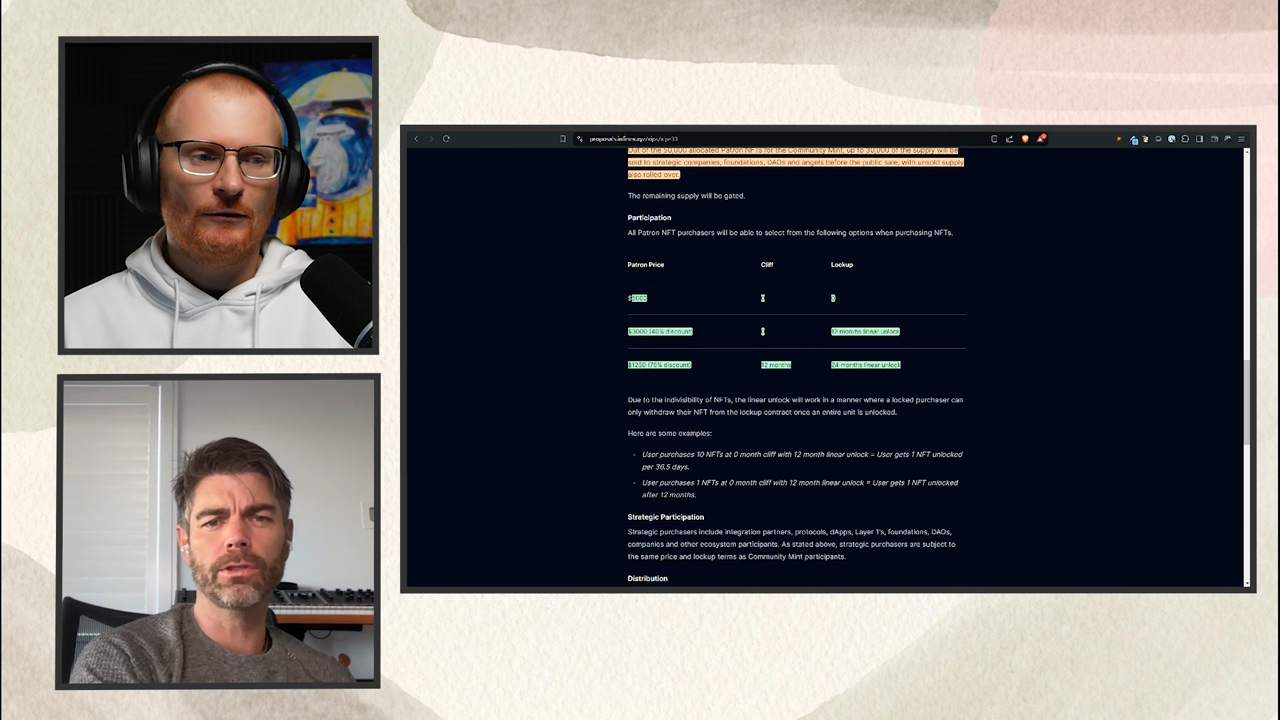 Out of the 50,000 allocated Patron NFTs for the Community Mint, up to 30,000 of the supply will be
sold to strategic companies, foundations, DAOs and angels before the public sale, with unsold supply
also rolled over.
The remaining supply will be gated.
Participation
All Patron NFT purchasers will be able to select from the following options when purchasing NFTs.
Patron Price Cliff Lockup
$5000 0 0
$3000 (40% discount) 0 12 months linear unlock
$1250 (75% discount) 12 months 24 months linear unlock
Due to the indivisibility of NFTs, the linear unlock will work in a manner where a locked purchaser can
only withdraw their NFT from the lockup contract once an entire unit is unlocked.
Here are some examples:
- User purchases 10 NFTs at 0 month cliff with 12 month linear unlock = User gets 1 NFT unlocked
per 36.5 days.
- User purchases 1 NFTs at 0 month cliff with 12 month linear unlock = User gets 1 NFT unlocked
after 12 months.
Strategic Participation
Strategic purchasers include integration partners, protocols, dApps, Layer 1's, foundations, DAOs,
companies and other ecosystem participants. As stated above, strategic purchasers are subject to
the same price and lockup terms as Community Mint participants.
Distribution